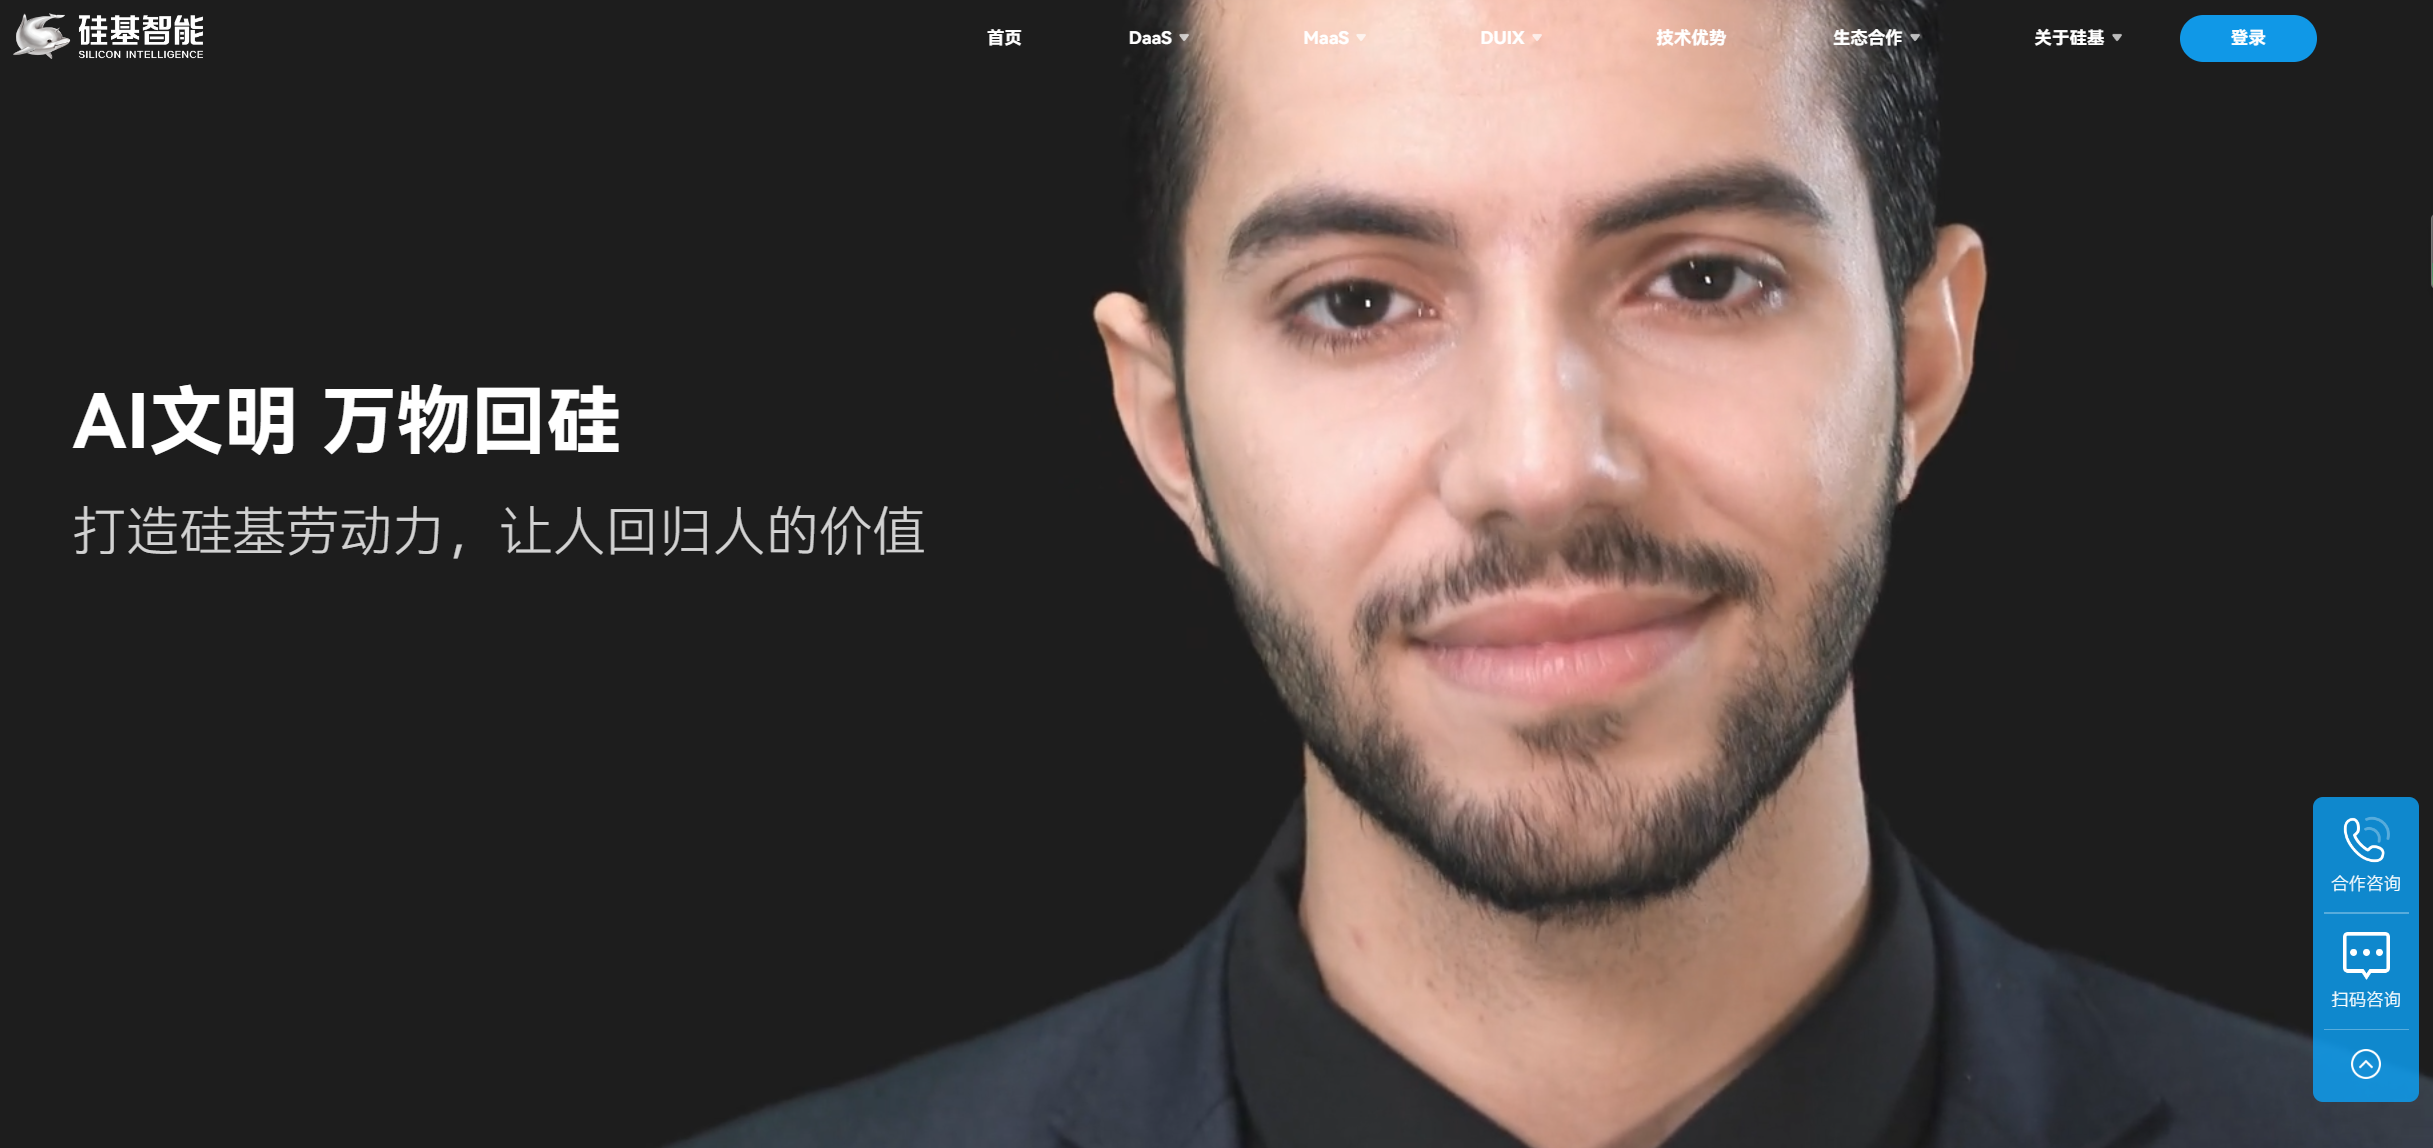 硅基智能
SILICON INTELLIGENCE
首页
DaaS
MaaS
DUIX
技术优势
生态合作
关于硅基
登录
AI文明 万物回硅
打造硅基劳动力，让人回归人的价值
合作咨询
扫码咨询